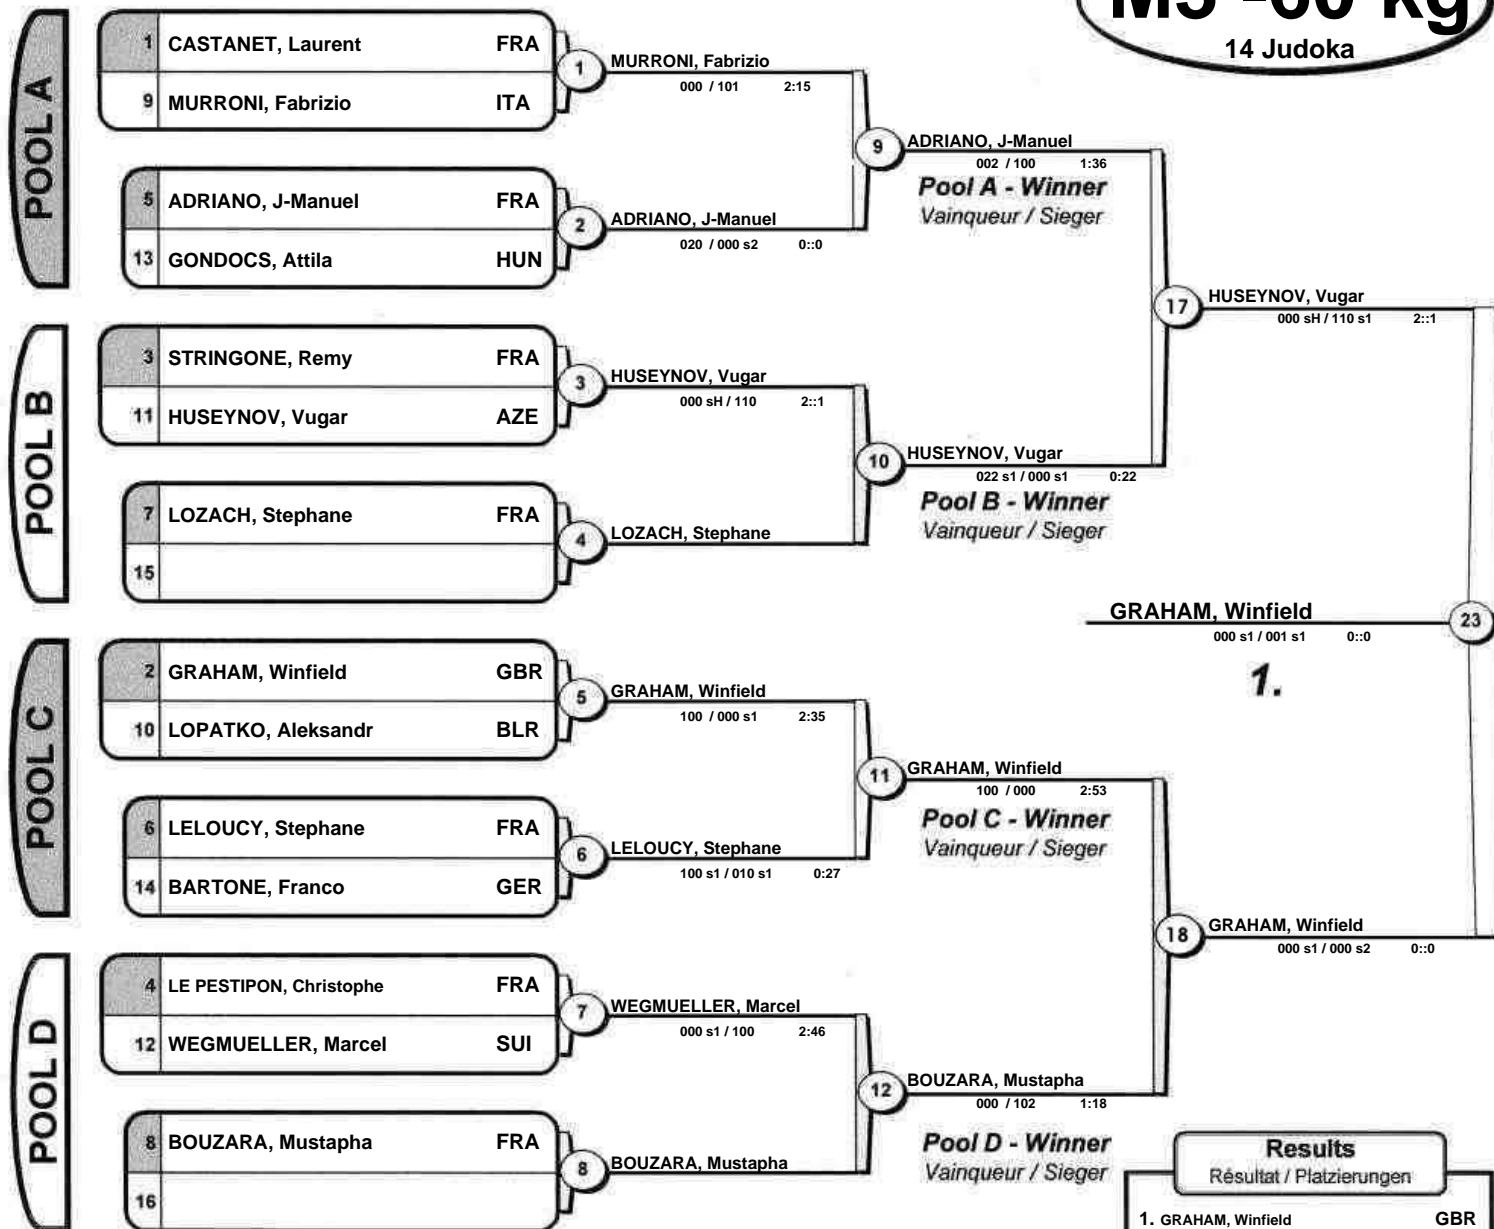 M3 -60 kg
14 Judoka
POOL A
1 CASTANET, Laurent FRA
9 MURRONI, Fabrizio ITA
1
MURRONI, Fabrizio
000 / 101 2:15
5 ADRIANO, J-Manuel FRA
13 GONDOCS, Attila HUN
2
ADRIANO, J-Manuel
020 / 000 s2 0::0
9
ADRIANO, J-Manuel
002 / 100 1:36
Pool A - Winner
Vainqueur / Sieger
POOL B
3 STRINGONE, Remy FRA
11 HUSEYNOV, Vugar AZE
3
HUSEYNOV, Vugar
000 sH / 110 2::1
7 LOZACH, Stephane FRA
15
4
LOZACH, Stephane
10
HUSEYNOV, Vugar
022 s1 / 000 s1 0:22
Pool B - Winner
Vainqueur / Sieger
17
HUSEYNOV, Vugar
000 sH / 110 s1 2::1
GRAHAM, Winfield
000 s1 / 001 s1 0::0
23
1.
POOL C
2 GRAHAM, Winfield GBR
10 LOPATKO, Aleksandr BLR
5
GRAHAM, Winfield
100 / 000 s1 2:35
6 LELOUCY, Stephane FRA
14 BARTONE, Franco GER
6
LELOUCY, Stephane
100 s1 / 010 s1 0:27
11
GRAHAM, Winfield
100 / 000 2:53
Pool C - Winner
Vainqueur / Sieger
18
GRAHAM, Winfield
000 s1 / 000 s2 0::0
POOL D
4 LE PESTIPON, Christophe FRA
12 WEGMUELLER, Marcel SUI
7
WEGMUELLER, Marcel
000 s1 / 100 2:46
8 BOUZARA, Mustapha FRA
16
8
BOUZARA, Mustapha
12
BOUZARA, Mustapha
000 / 102 1:18
Pool D - Winner
Vainqueur / Sieger
Results
Résultat / Platzierungen
1. GRAHAM, Winfield GBR